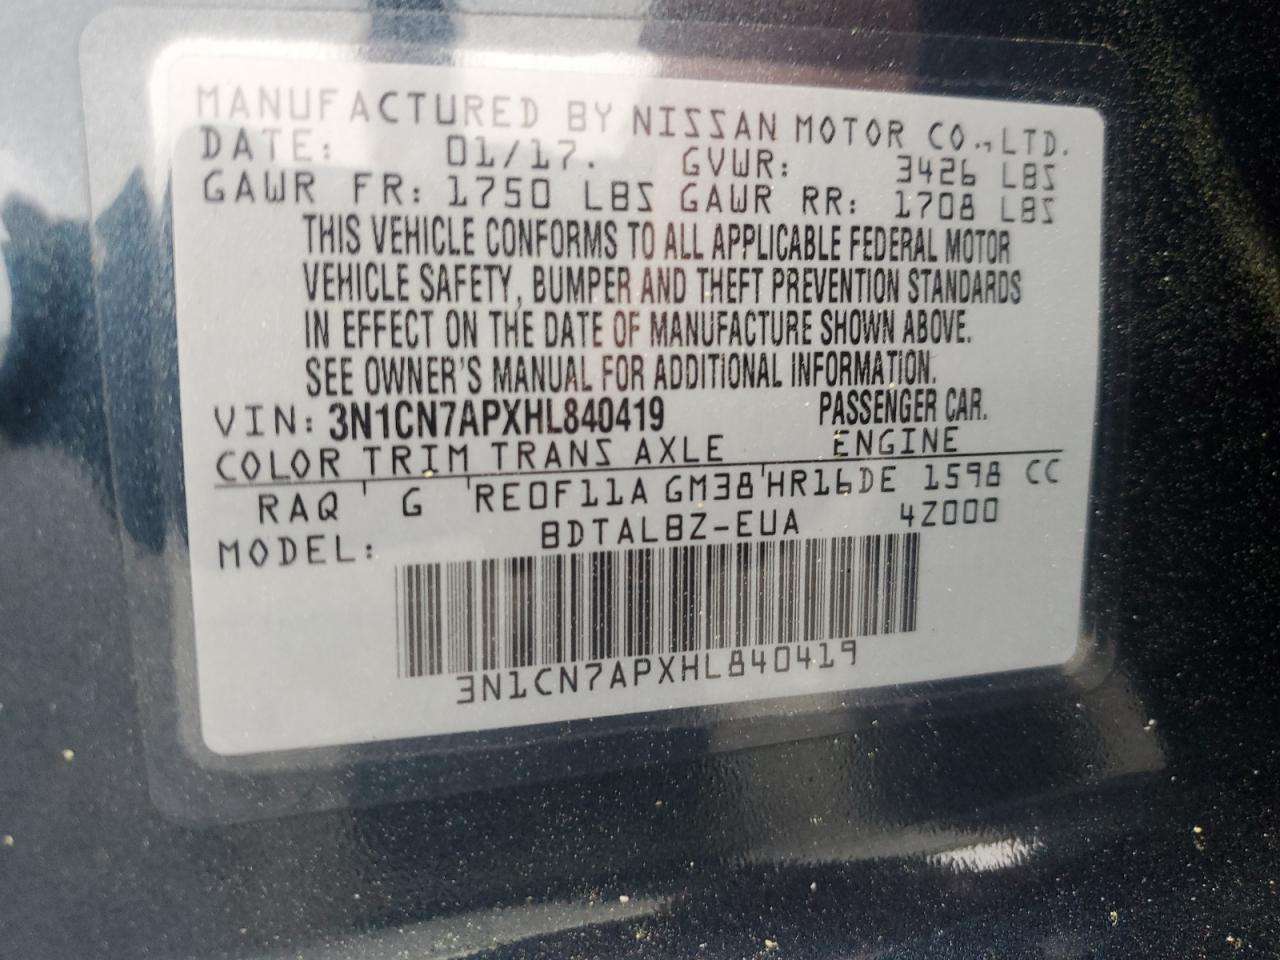 MANUFACTURED BY NISSAN MOTOR CO.,LTD.
DATE: 01/17. GVWR: 3426 LBS
GAWR FR: 1750 LBS GAWR RR: 1708 LBS
THIS VEHICLE CONFORMS TO ALL APPLICABLE FEDERAL MOTOR
VEHICLE SAFETY, BUMPER AND THEFT PREVENTION STANDARDS
IN EFFECT ON THE DATE OF MANUFACTURE SHOWN ABOVE.
SEE OWNER'S MANUAL FOR ADDITIONAL INFORMATION.
VIN: 3N1CN7APXHL840419 PASSENGER CAR.
COLOR TRIM TRANS AXLE ENGINE
RAQ ' G ' RE0F11A GM38 ' HR16DE 1598 CC
MODEL: BDTALBZ-EUA 4Z000
3N1CN7APXHL840419